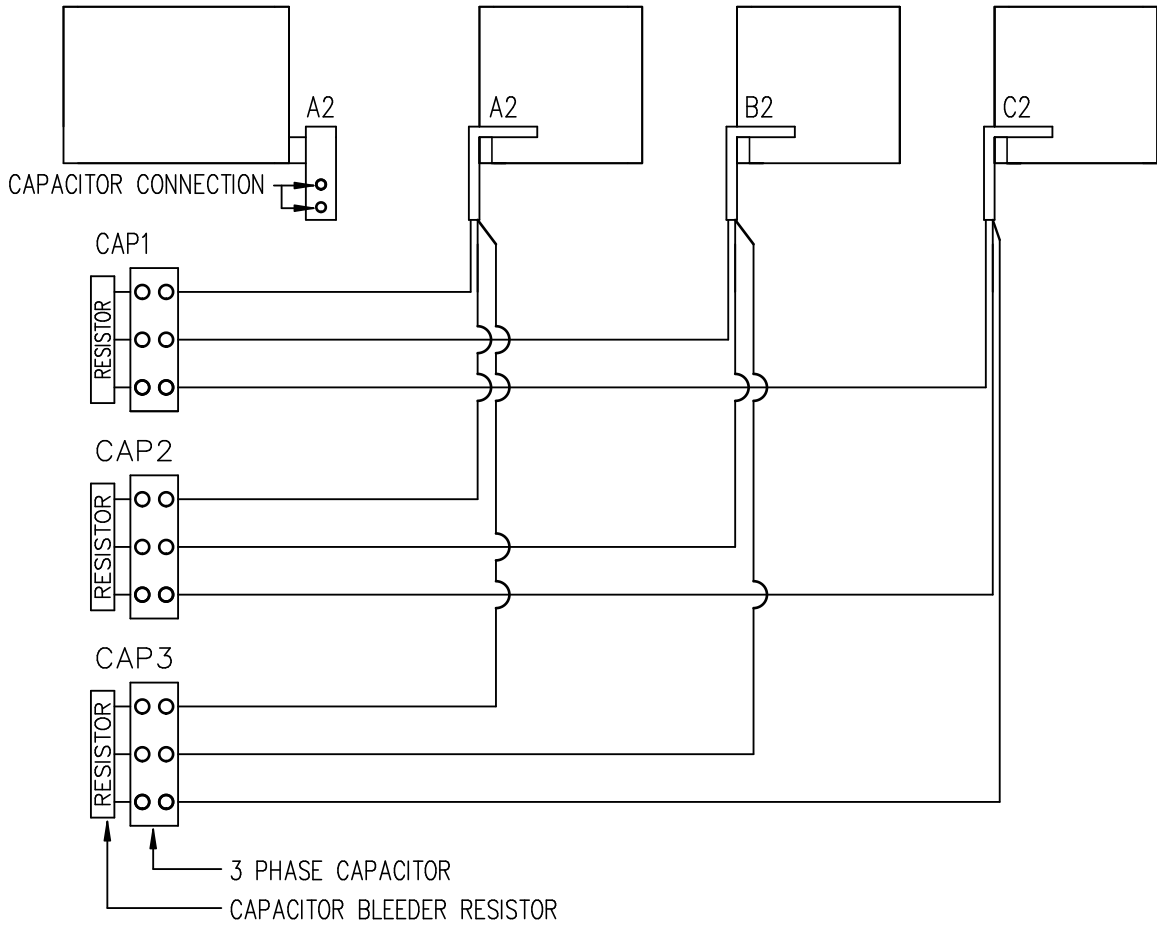 A2
A2
B2
C2
CAPACITOR CONNECTION
CAP1
RESISTOR
CAP2
RESISTOR
CAP3
RESISTOR
3 PHASE CAPACITOR
CAPACITOR BLEEDER RESISTOR